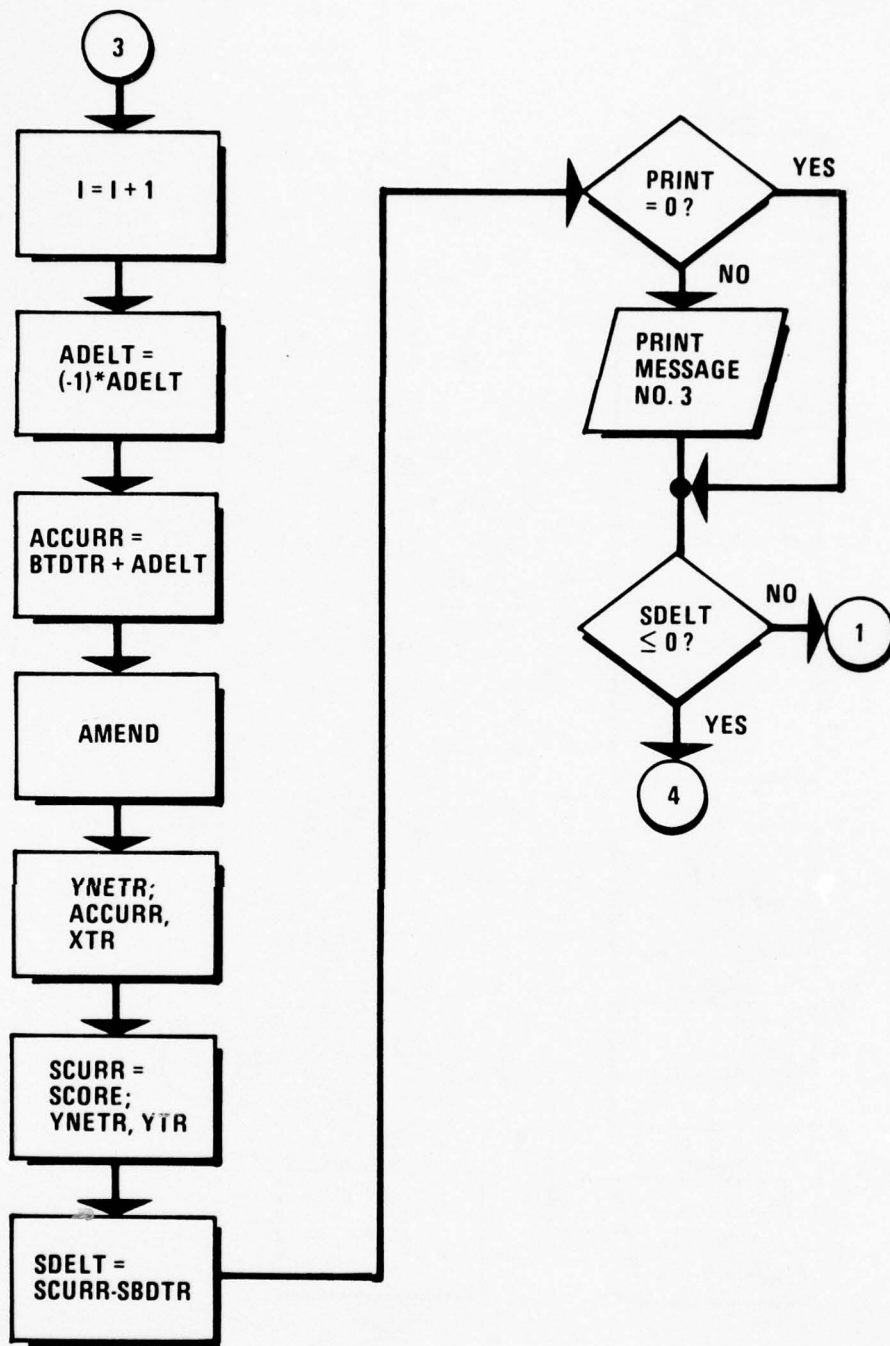 3
I = I + 1
ADELT =
(-1)*ADELT
ACCURR =
BTDTR + ADELT
AMEND
YNETR;
ACCURR,
XTR
SCURR =
SCORE;
YNETR, YTR
SDELT =
SCURR-SBDTR
PRINT
= 0?
YES
NO
PRINT
MESSAGE
NO. 3
SDELT
≤ 0?
NO
1
YES
4